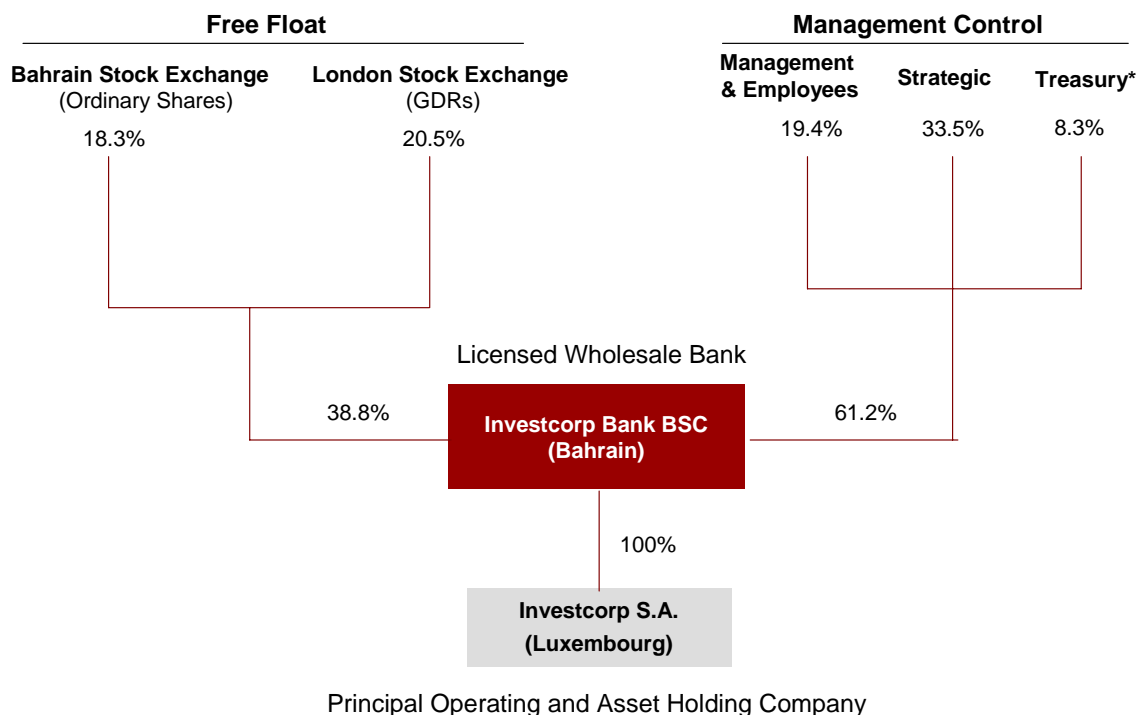 Free Float
Management Control
Bahrain Stock Exchange
(Ordinary Shares)
18.3%
London Stock Exchange
(GDRs)
20.5%
Management
& Employees
19.4%
Strategic
33.5%
Treasury*
8.3%
Licensed Wholesale Bank
38.8%
Investcorp Bank BSC
(Bahrain)
61.2%
100%
Investcorp S.A.
(Luxembourg)
Principal Operating and Asset Holding Company